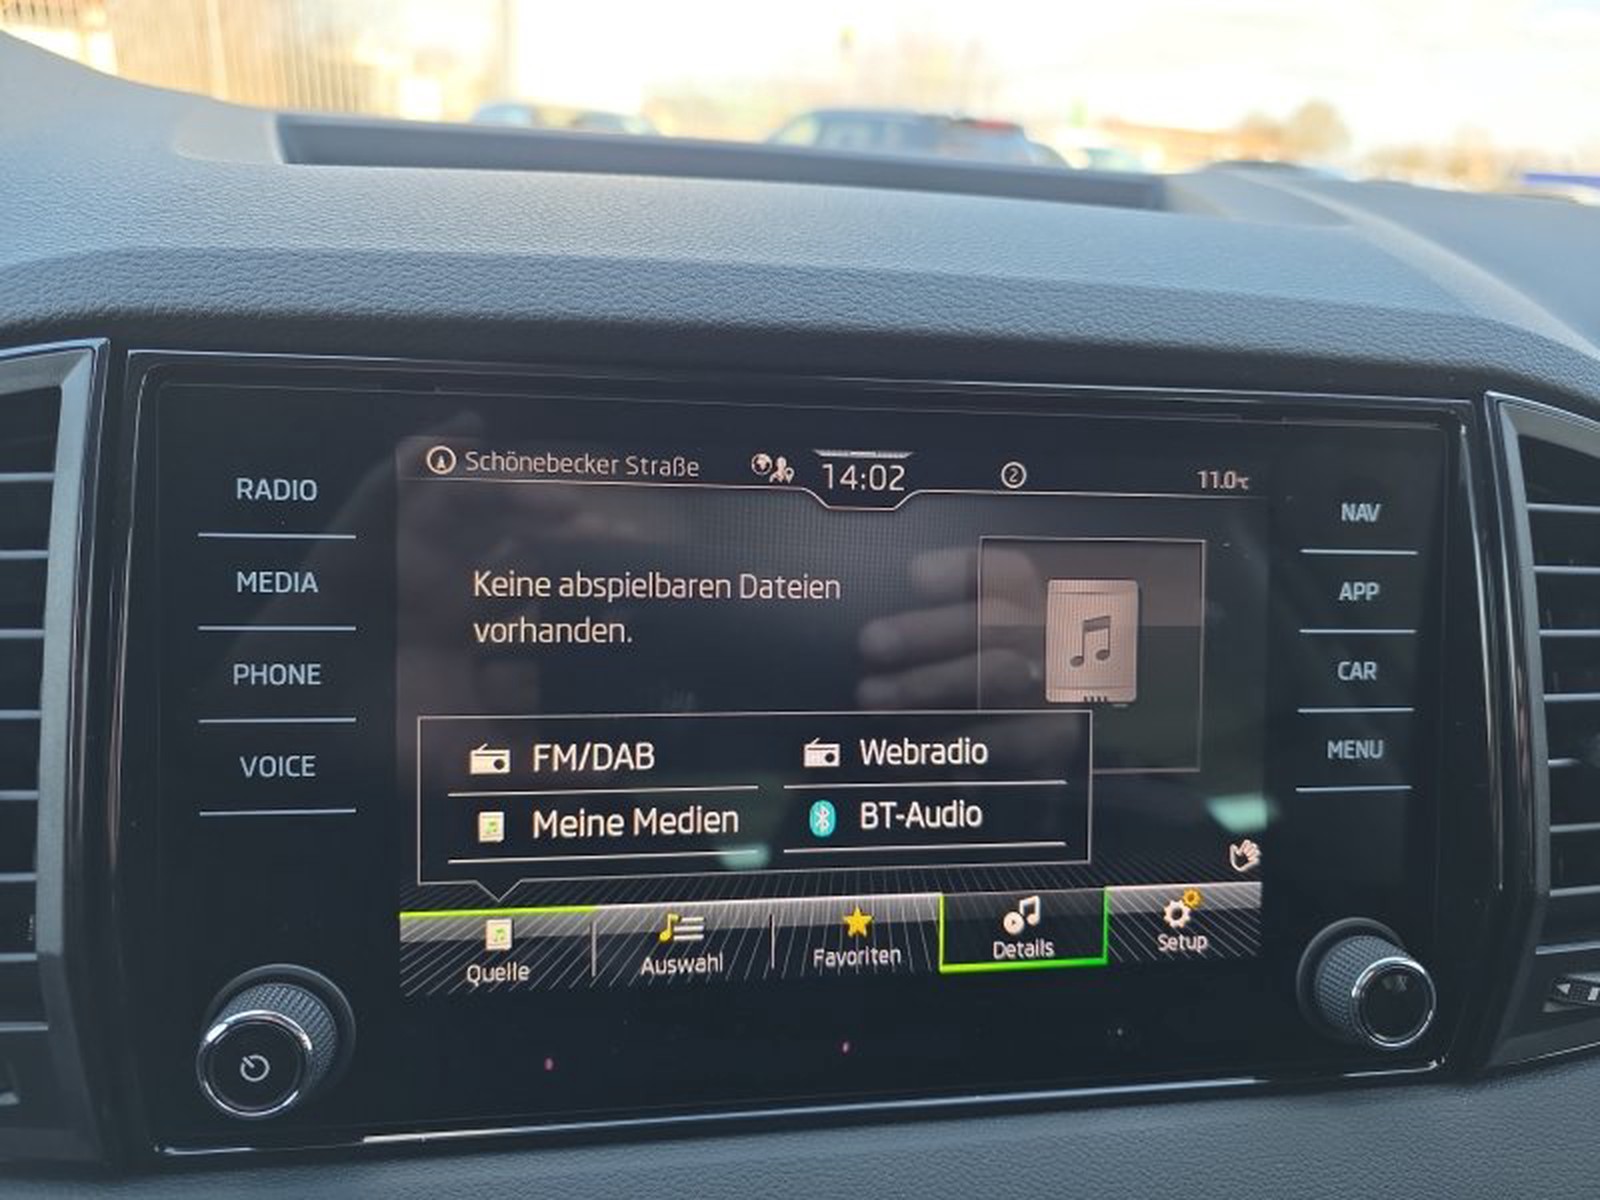 RADIO
MEDIA
PHONE
VOICE
Schönebecker Straße
14:02
2
11.0°C
Keine abspielbaren Dateien
vorhanden.
FM/DAB
Webradio
Meine Medien
BT-Audio
Quelle
Auswahl
Favoriten
Details
Setup
NAV
APP
CAR
MENU